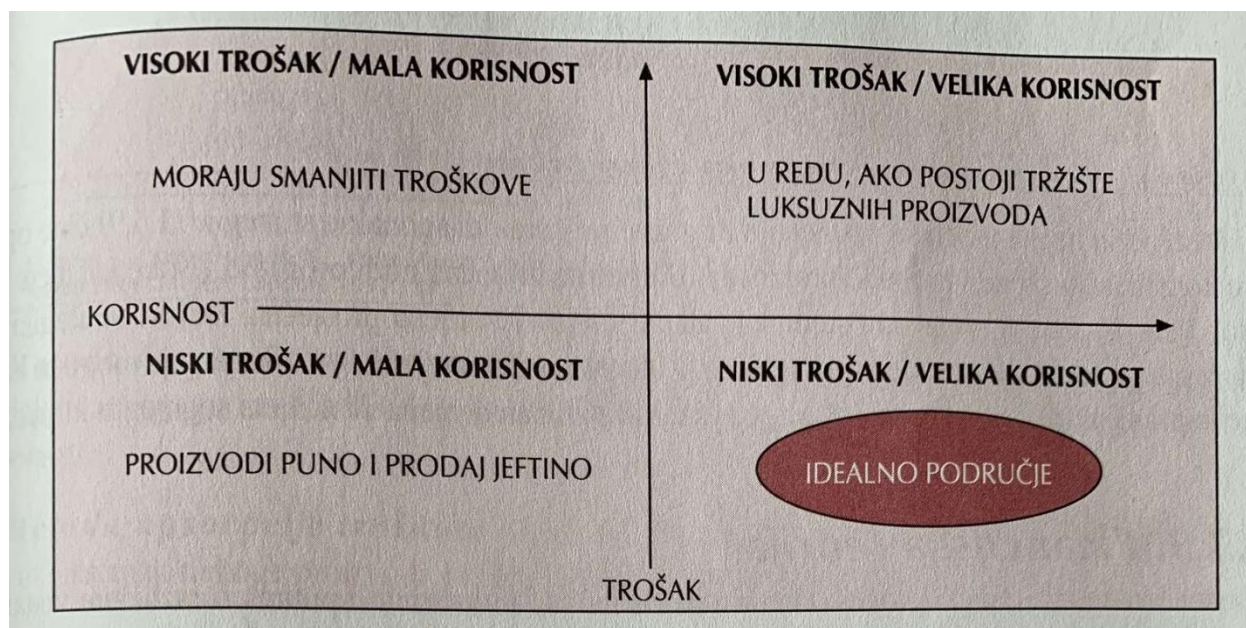 VISOKI TROŠAK / MALA KORISNOST
MORAJU SMANJITI TROŠKOVE
VISOKI TROŠAK / VELIKA KORISNOST
U REDU, AKO POSTOJI TRŽIŠTE
LUKSUZNIH PROIZVODA
KORISNOST
NISKI TROŠAK / MALA KORISNOST
PROIZVODI PUNO I PRODAJ JEFTINO
NISKI TROŠAK / VELIKA KORISNOST
IDEALNO PODRUČJE
TROŠAK